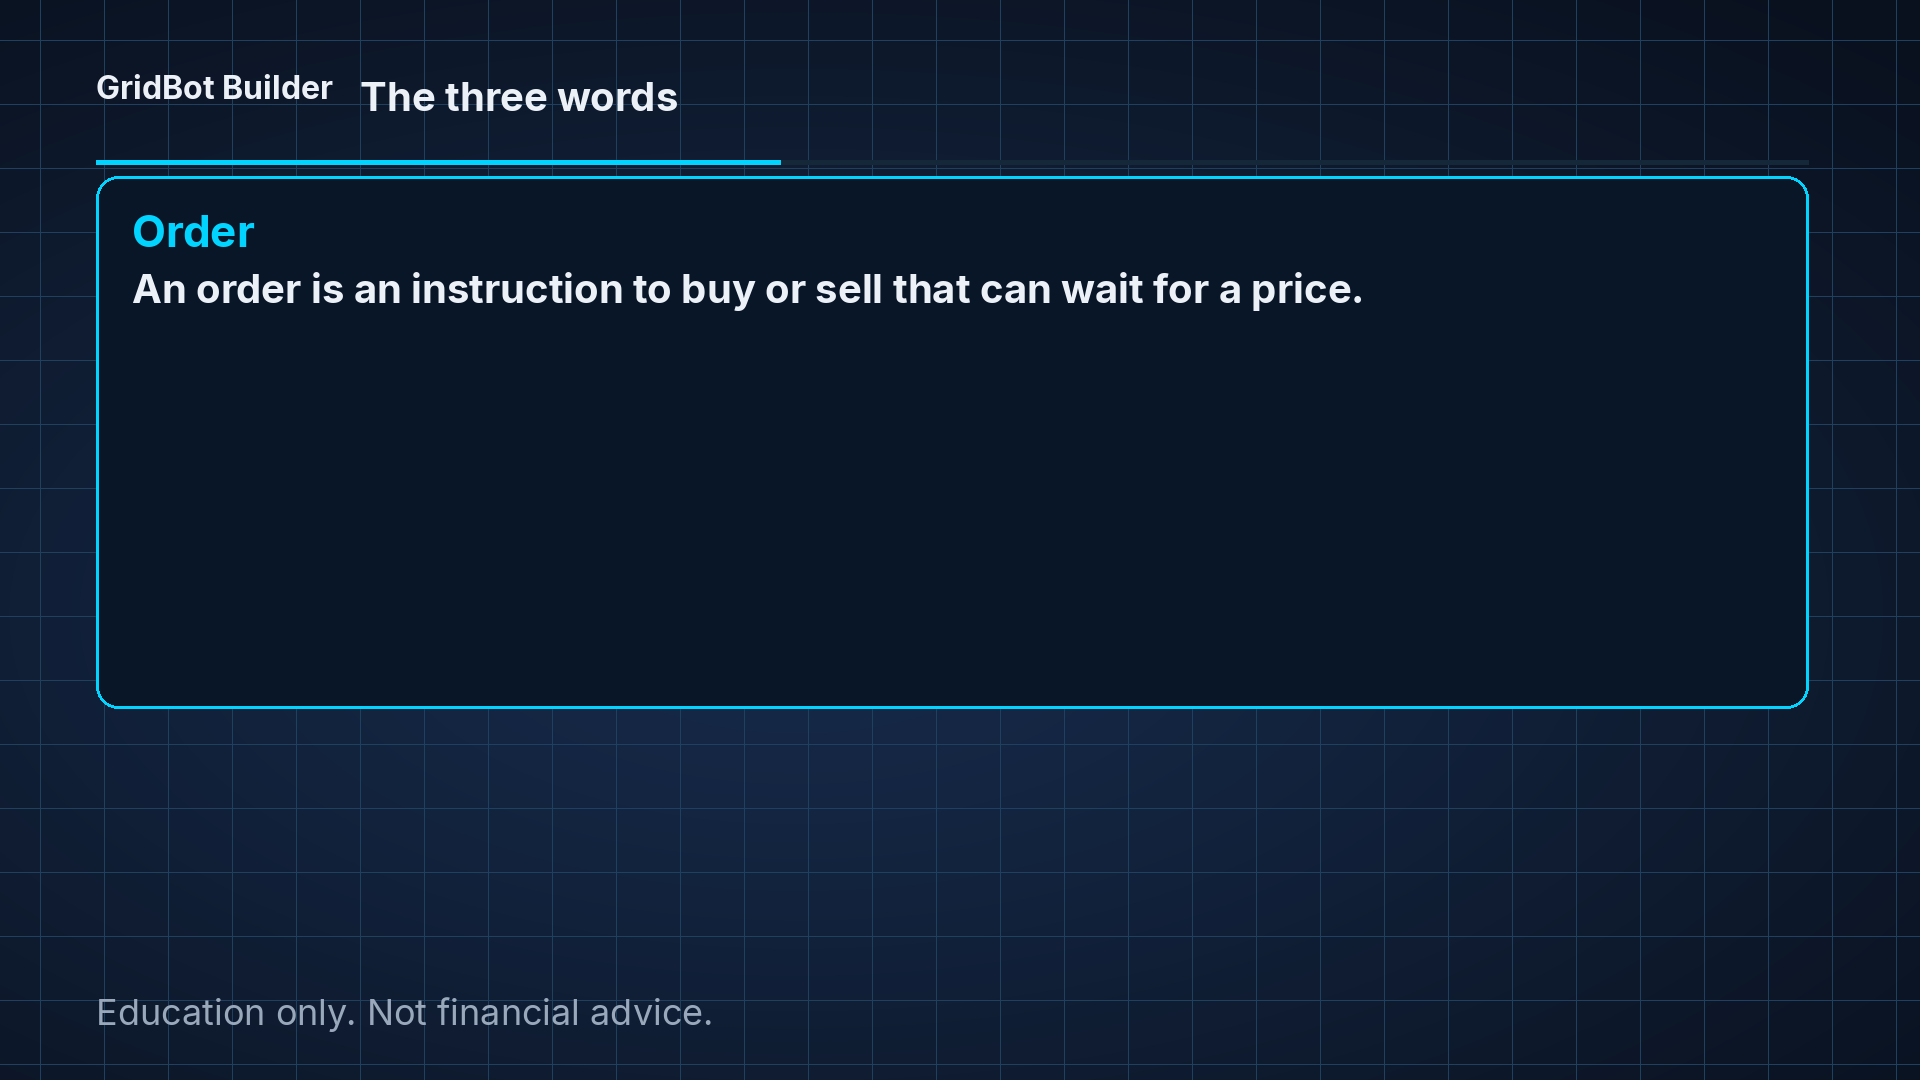 GridBot Builder
The three words
Order
An order is an instruction to buy or sell that can wait for a price.
Education only. Not financial advice.